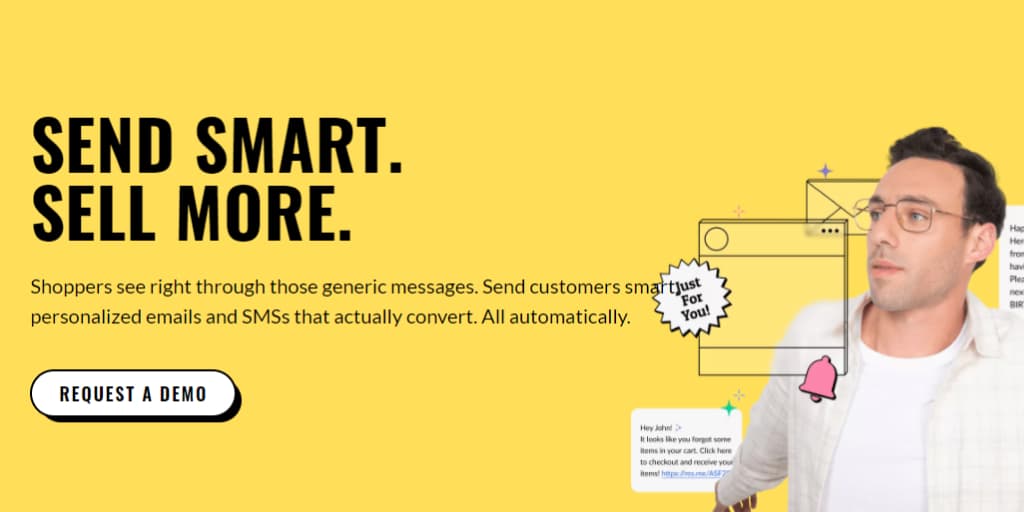 SEND SMART.
SELL MORE.
Shoppers see right through those generic messages. Send customers smart,
personalized emails and SMSs that actually convert. All automatically.
REQUEST A DEMO
Just
For
You!
Hey John!
It looks like you forgot some
items in your cart. Click here
to checkout and receive your
items!